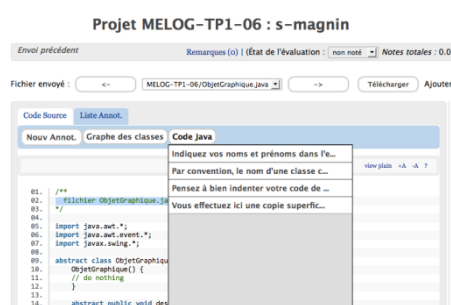 Projet MELOG-TP1-06 : s-magnin
Envoi précédent
Remarques (0) | (État de l'évaluation : non noté Notes totales : 0.0
Fichier envoyé : <- MELOG-TP1-06/ObjetGraphique.java -> Télécharger Ajouter
Code Source Liste Annot.
Nouv Annot. Graphe des classes Code Java
Indiquez vos noms et prénoms dans l'e...
Par convention, le nom d'une classe c...
Pensez à bien indenter votre code de ...
Vous effectuez ici une copie superfic...
view plain +A -A ?
01. /**
02. filchier ObjetGraphique.ja
03. */
04.
05. import java.awt.*;
06. import java.awt.event.*;
07. import javax.swing.*;
08.
09. abstract class ObjetGraphiqu
10. ObjetGraphique() {
11. // do nothing
12. }
13.
14. abstract public void des